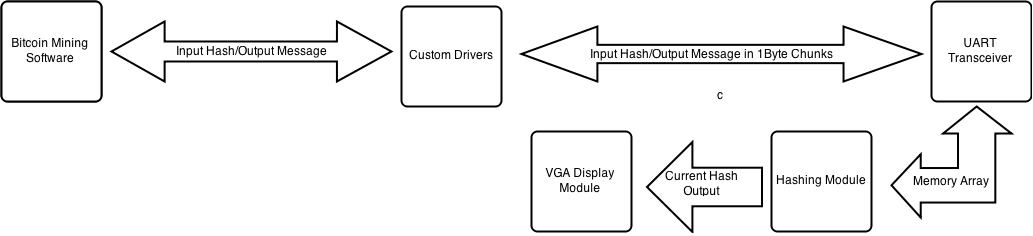 Bitcoin Mining
Software
Input Hash/Output Message
Custom Drivers
Input Hash/Output Message in 1Byte Chunks
UART
Transceiver
c
VGA Display
Module
Current Hash
Output
Hashing Module
Memory Array